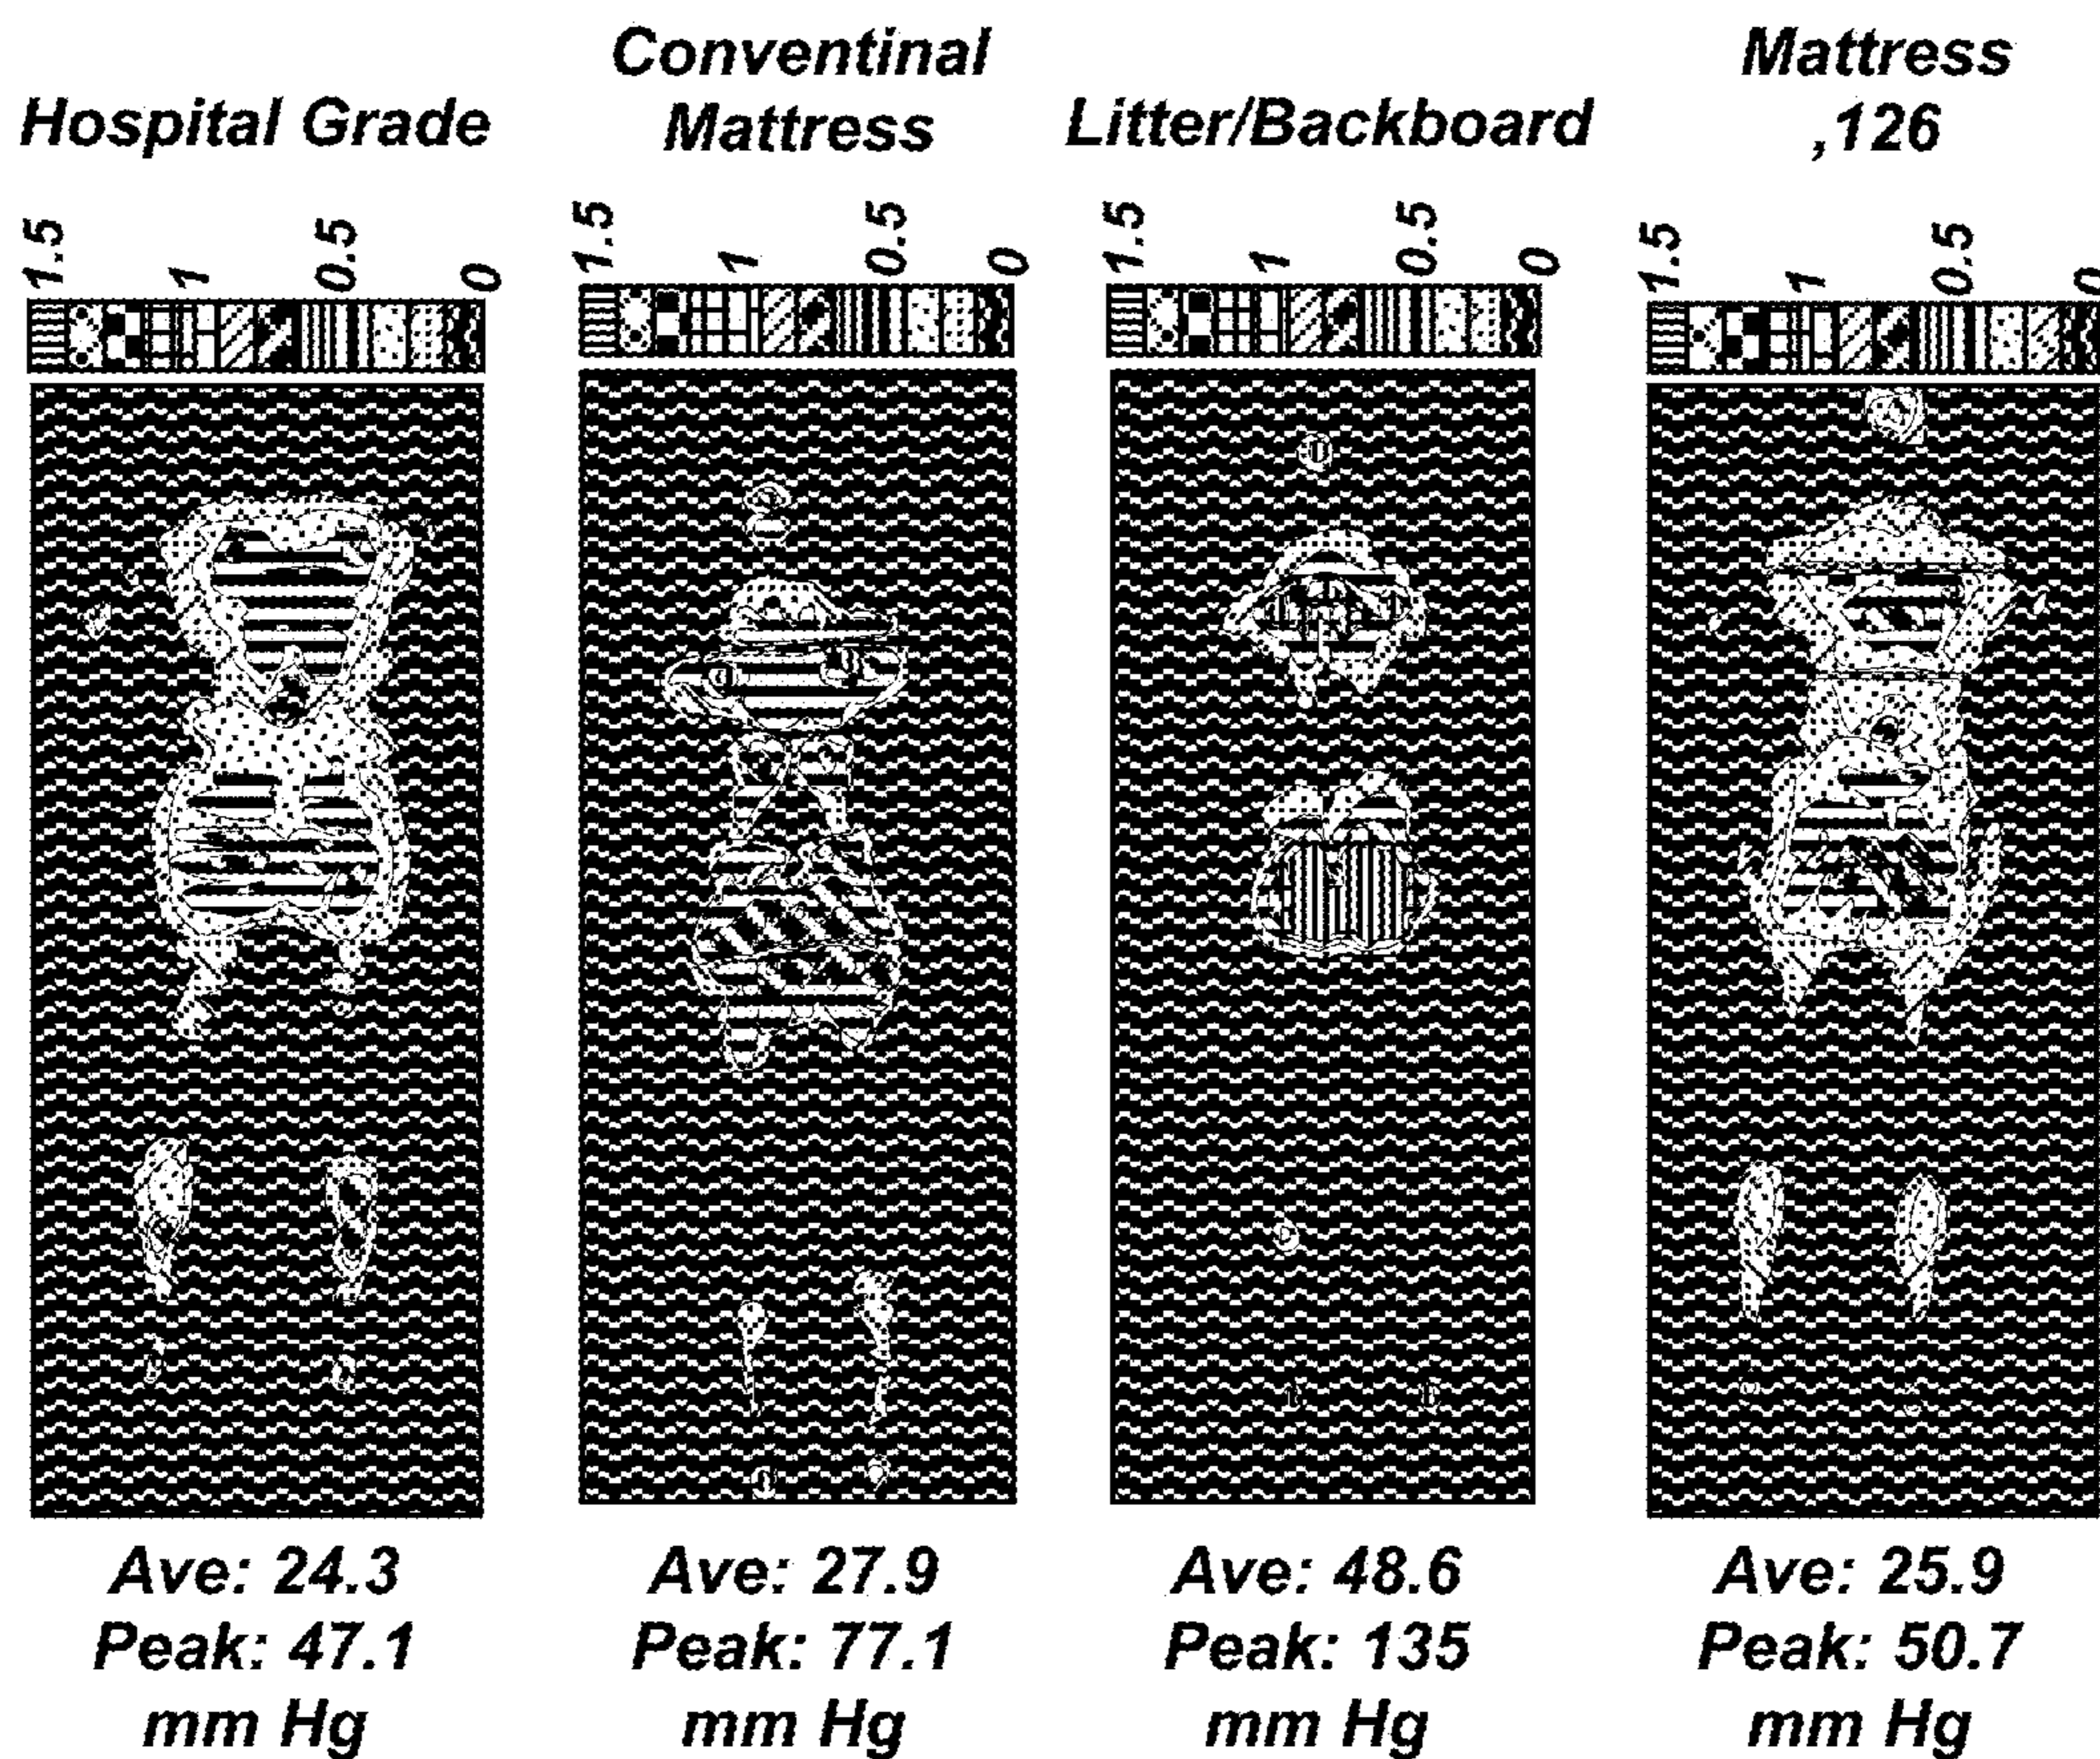 Hospital Grade
1.5 1 0.5 0
Ave: 24.3
Peak: 47.1
mm Hg
Conventinal
Mattress
1.5 1 0.5 0
Ave: 27.9
Peak: 77.1
mm Hg
Litter/Backboard
1.5 1 0.5 0
Ave: 48.6
Peak: 135
mm Hg
Mattress
,126
1.5 1 0.5 0
Ave: 25.9
Peak: 50.7
mm Hg